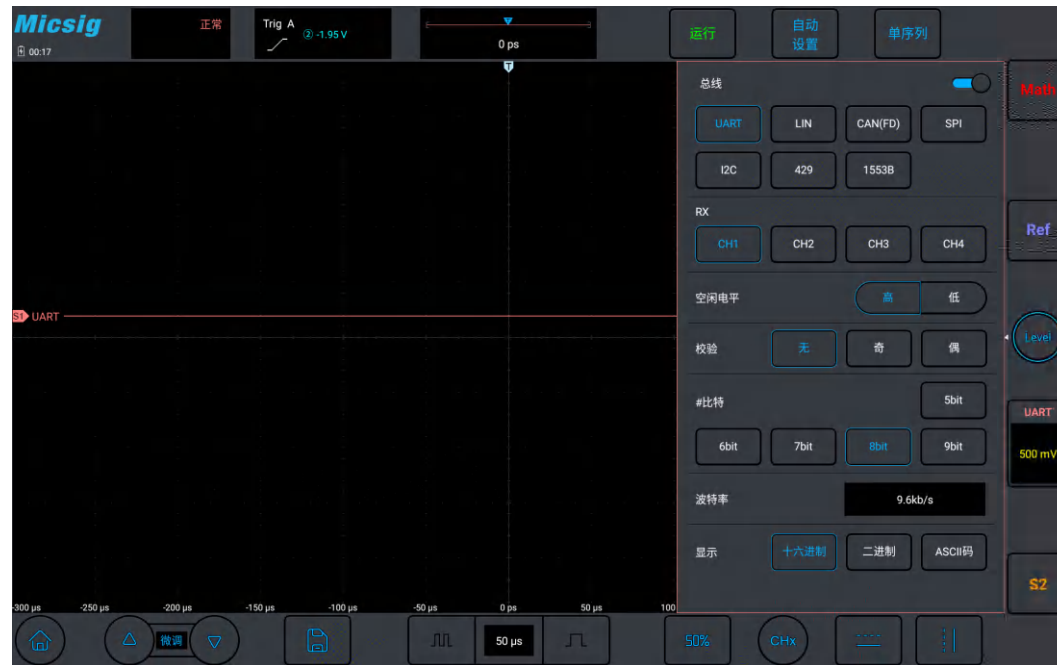 Micsig
00:17
正常
Trig A
② -1.95 V
0 ps
运行
自动
设置
单序列
T
总线
UART LIN CAN(FD) SPI
I2C 429 1553B
RX
CH1 CH2 CH3 CH4
空闲电平 高 低
校验 无 奇 偶
#比特 5bit
6bit 7bit 8bit 9bit
波特率 9.6kb/s
显示 十六进制 二进制 ASCII码
S1 UART
-300 µs -250 µs -200 µs -150 µs -100 µs -50 µs 0 ps 50 µs 100
Math
Ref
Level
UART
500 mV
S2
微调
50 µs
50%
CHx